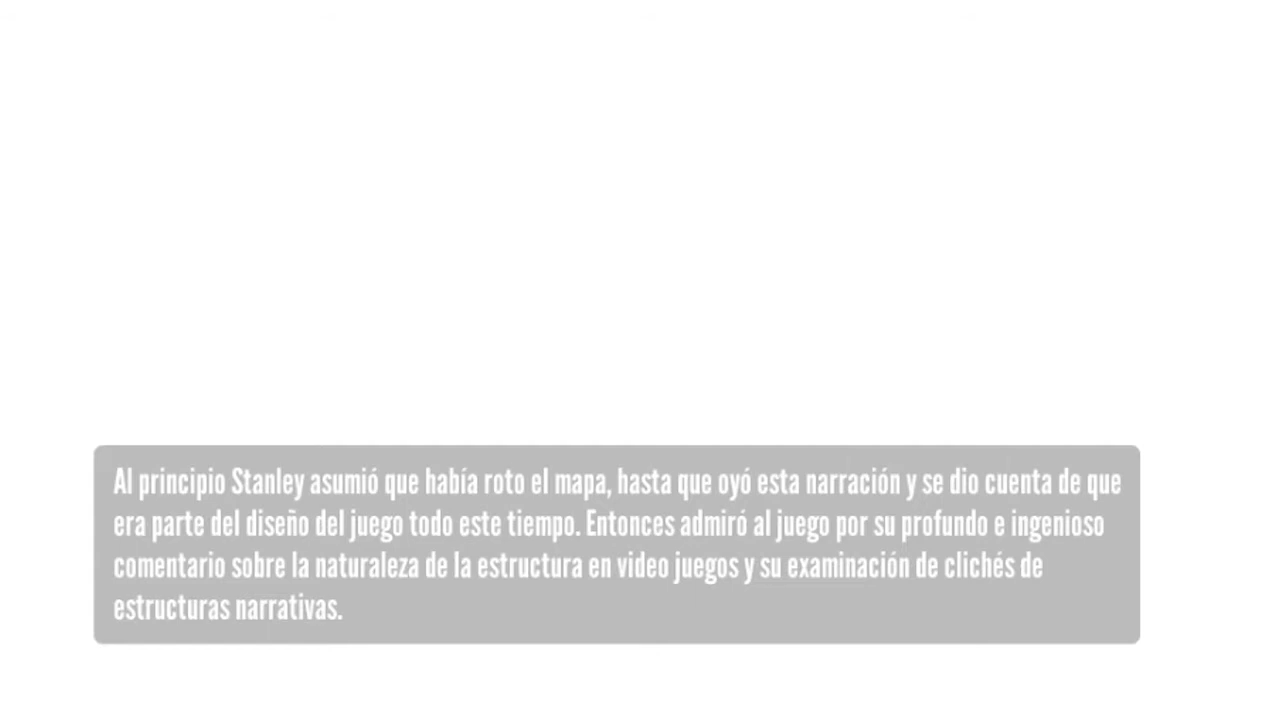 Al principio Stanley asumió que había roto el mapa, hasta que oyó esta narración y se dio cuenta de que
era parte del diseño del juego todo este tiempo. Entonces admiró al juego por su profundo e ingenioso
comentario sobre la naturaleza de la estructura en video juegos y su examinación de clichés de
estructuras narrativas.